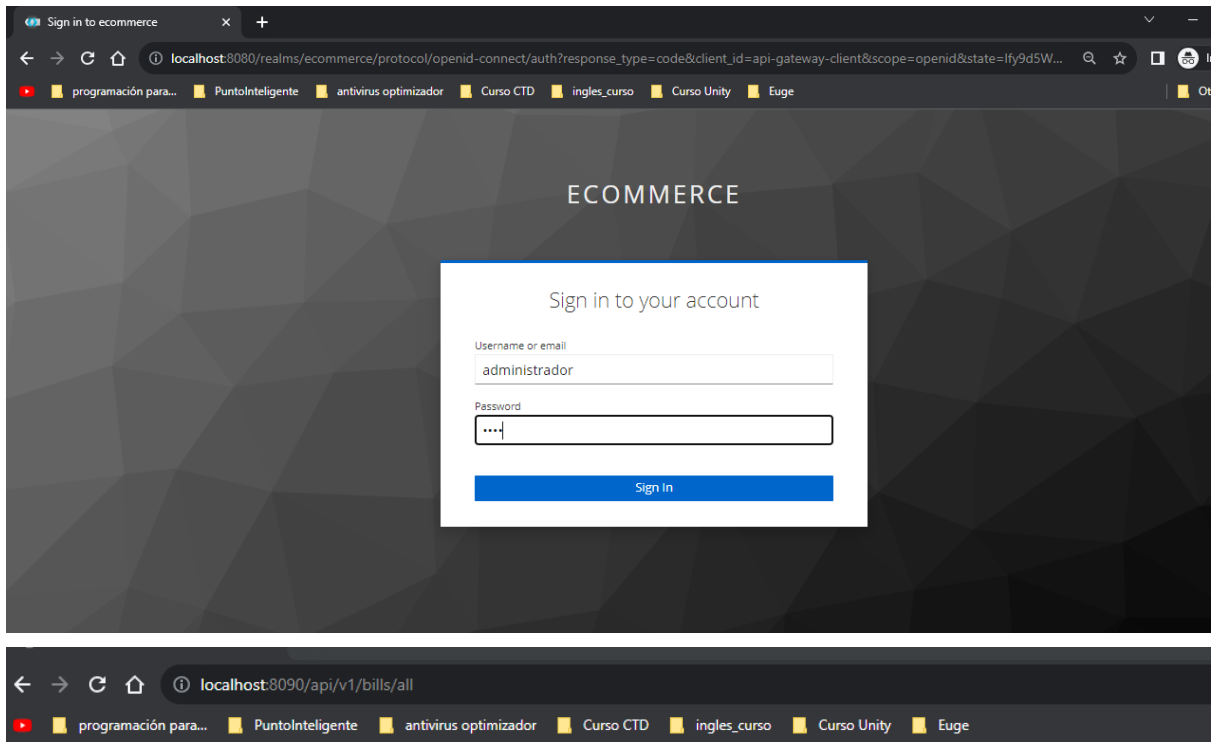 Sign in to ecommerce
localhost:8080/realms/ecommerce/protocol/openid-connect/auth?response_type=code&client_id=api-gateway-client&scope=openid&state=lfy9d5W...
programación para... PuntoInteligente antivirus optimizador Curso CTD ingles_curso Curso Unity Euge
ECOMMERCE
Sign in to your account
Username or email
administrador
Password
••••
Sign In
localhost:8090/api/v1/bills/all
programación para... PuntoInteligente antivirus optimizador Curso CTD ingles_curso Curso Unity Euge